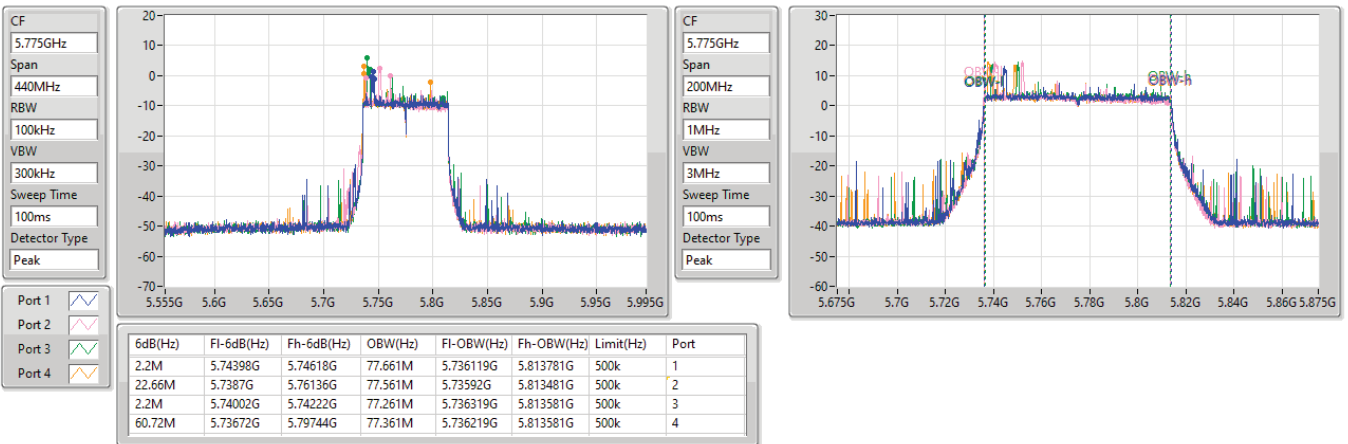 CF
5.775GHz
Span
440MHz
RBW
100kHz
VBW
300kHz
Sweep Time
100ms
Detector Type
Peak
20
10
0
-10
-20
-30
-40
-50
-60
-70
5.555G 5.6G 5.65G 5.7G 5.75G 5.8G 5.85G 5.9G 5.95G 5.995G
CF
5.775GHz
Span
200MHz
RBW
1MHz
VBW
3MHz
Sweep Time
100ms
Detector Type
Peak
30
20
10
0
-10
-20
-30
-40
-50
-60
OBW-l OBW-h
5.675G 5.7G 5.72G 5.74G 5.76G 5.78G 5.8G 5.82G 5.84G 5.86G 5.875G
Port 1
Port 2
Port 3
Port 4
6dB(Hz) Fl-6dB(Hz) Fh-6dB(Hz) OBW(Hz) Fl-OBW(Hz) Fh-OBW(Hz) Limit(Hz) Port
2.2M 5.74398G 5.74618G 77.661M 5.736119G 5.813781G 500k 1
22.66M 5.7387G 5.76136G 77.561M 5.73592G 5.813481G 500k 2
2.2M 5.74002G 5.74222G 77.261M 5.736319G 5.813581G 500k 3
60.72M 5.73672G 5.79744G 77.361M 5.736219G 5.813581G 500k 4